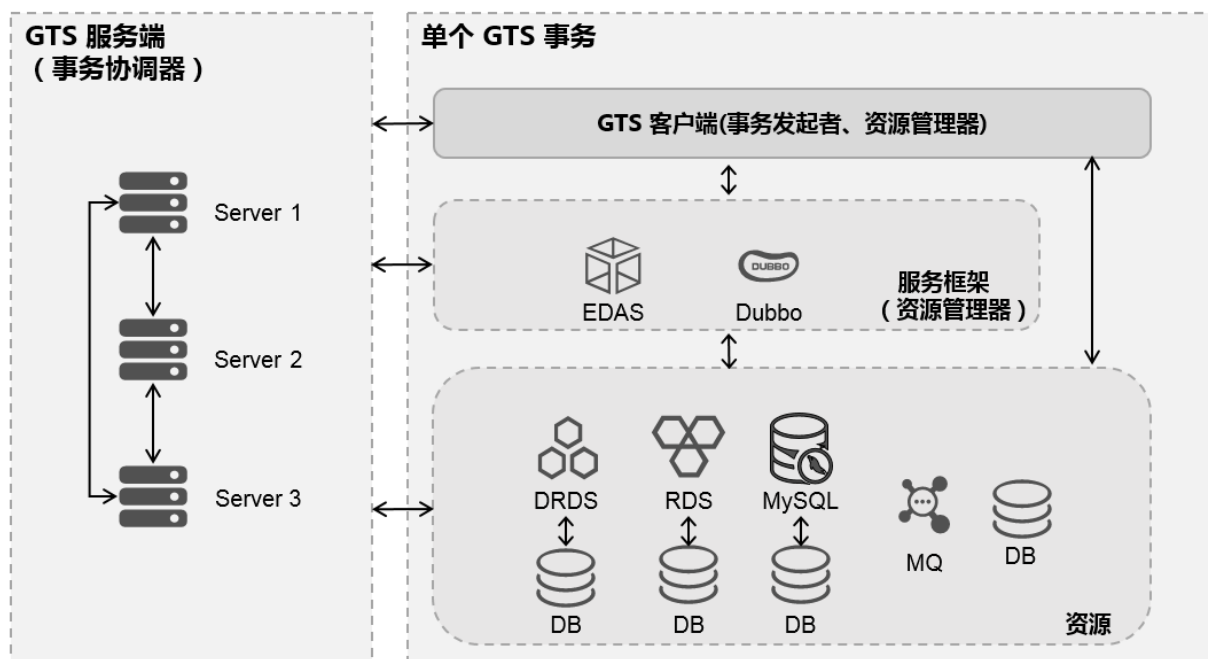 GTS 服务端
（事务协调器）
Server 1
Server 2
Server 3
单个 GTS 事务
GTS 客户端(事务发起者、资源管理器)
DUBBO
EDAS
Dubbo
服务框架
（资源管理器）
DRDS
RDS
MySQL
MQ
DB
DB
DB
DB
资源